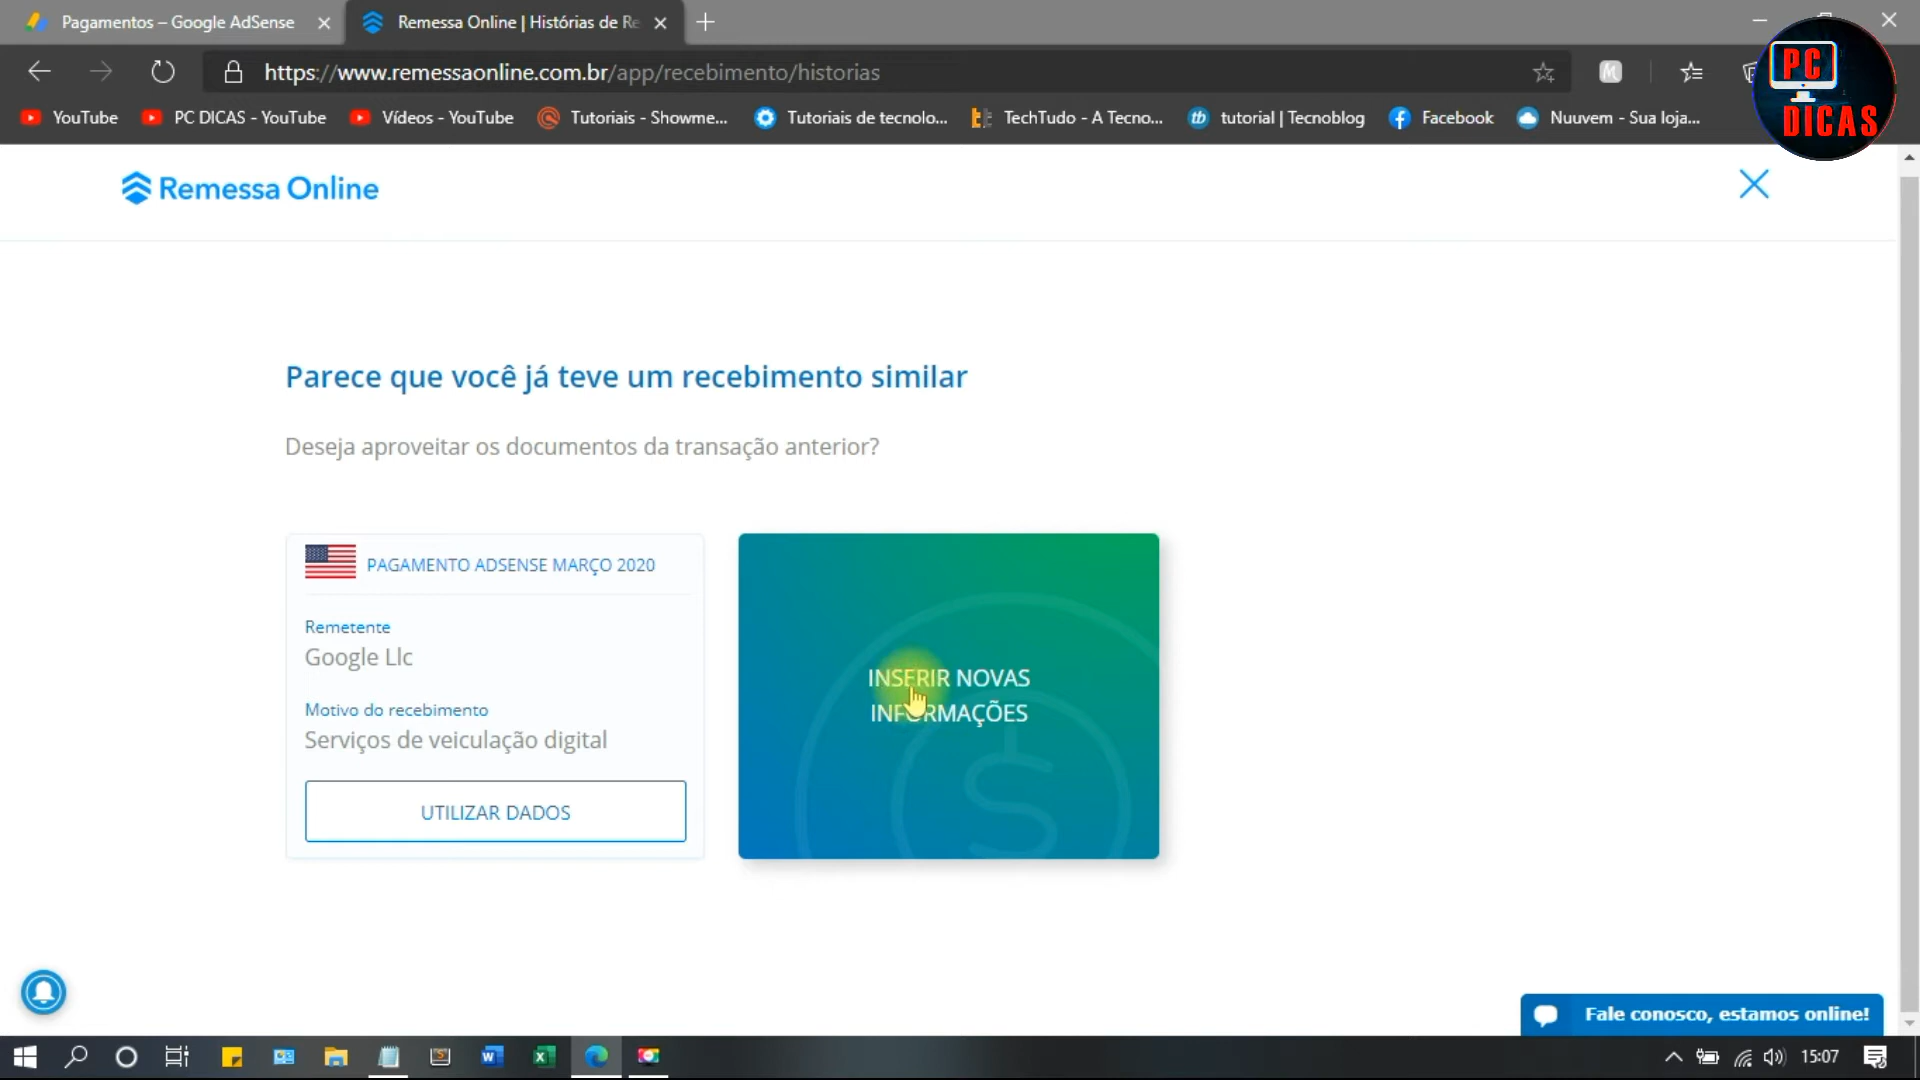 Pagamentos – Google AdSense
Remessa Online | Histórias de Re
https://www.remessaonline.com.br/app/recebimento/historias
YouTube
PC DICAS - YouTube
Vídeos - YouTube
Tutoriais - Showme...
Tutoriais de tecnolo...
TechTudo - A Tecno...
tutorial | Tecnoblog
Facebook
Nuuvem - Sua loja...
PC
DICAS
Remessa Online
Parece que você já teve um recebimento similar
Deseja aproveitar os documentos da transação anterior?
PAGAMENTO ADSENSE MARÇO 2020
Remetente
Google Llc
Motivo do recebimento
Serviços de veiculação digital
UTILIZAR DADOS
INSERIR NOVAS
INFORMAÇÕES
Fale conosco, estamos online!
15:07